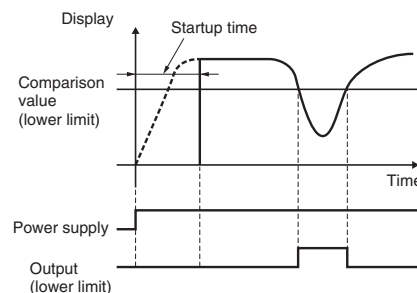 Display
Startup time
Comparison
value
(lower limit)
Time
Power supply
Output
(lower limit)